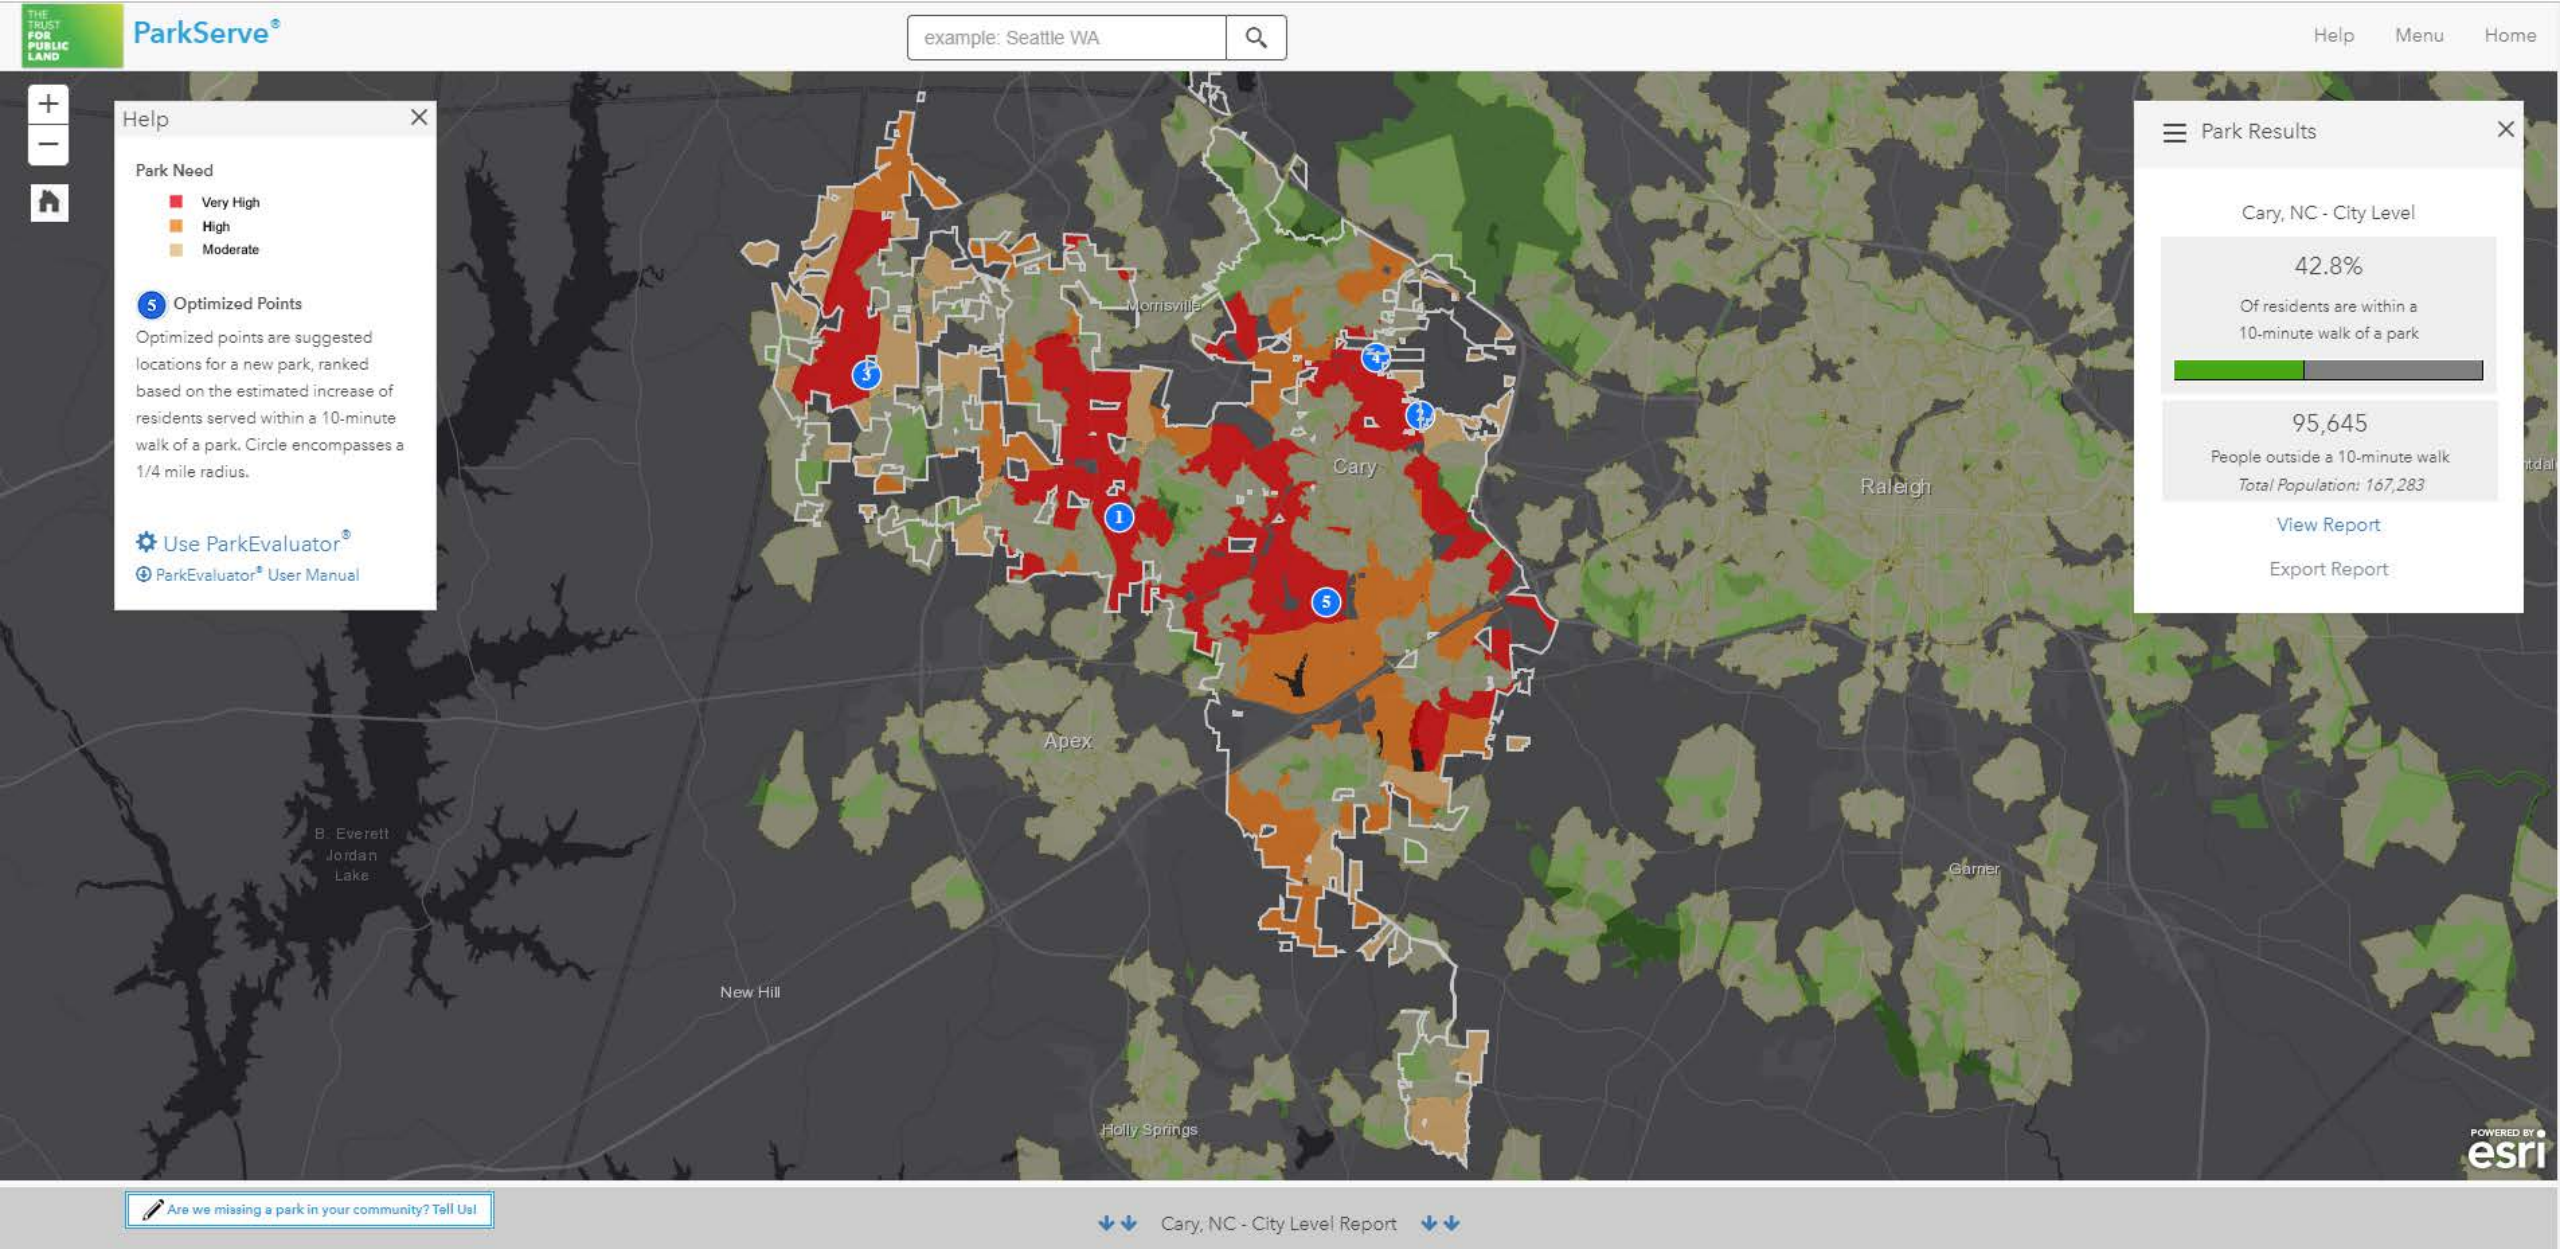 THE
TRUST
FOR
PUBLIC
LAND
ParkServe®
example: Seattle WA
Help
Menu
Home
+
−
Help
Park Need
Very High
High
Moderate
5 Optimized Points
Optimized points are suggested
locations for a new park, ranked
based on the estimated increase of
residents served within a 10-minute
walk of a park. Circle encompasses a
1/4 mile radius.
Use ParkEvaluator®
ParkEvaluator® User Manual
Park Results
Cary, NC - City Level
42.8%
Of residents are within a
10-minute walk of a park
95,645
People outside a 10-minute walk
Total Population: 167,283
View Report
Export Report
Morrisville
4
3
2
Cary
Raleigh
1
5
Apex
B. Everett
Jordan
Lake
Garner
New Hill
Holly Springs
POWERED BY
esri
Are we missing a park in your community? Tell Us!
Cary, NC - City Level Report